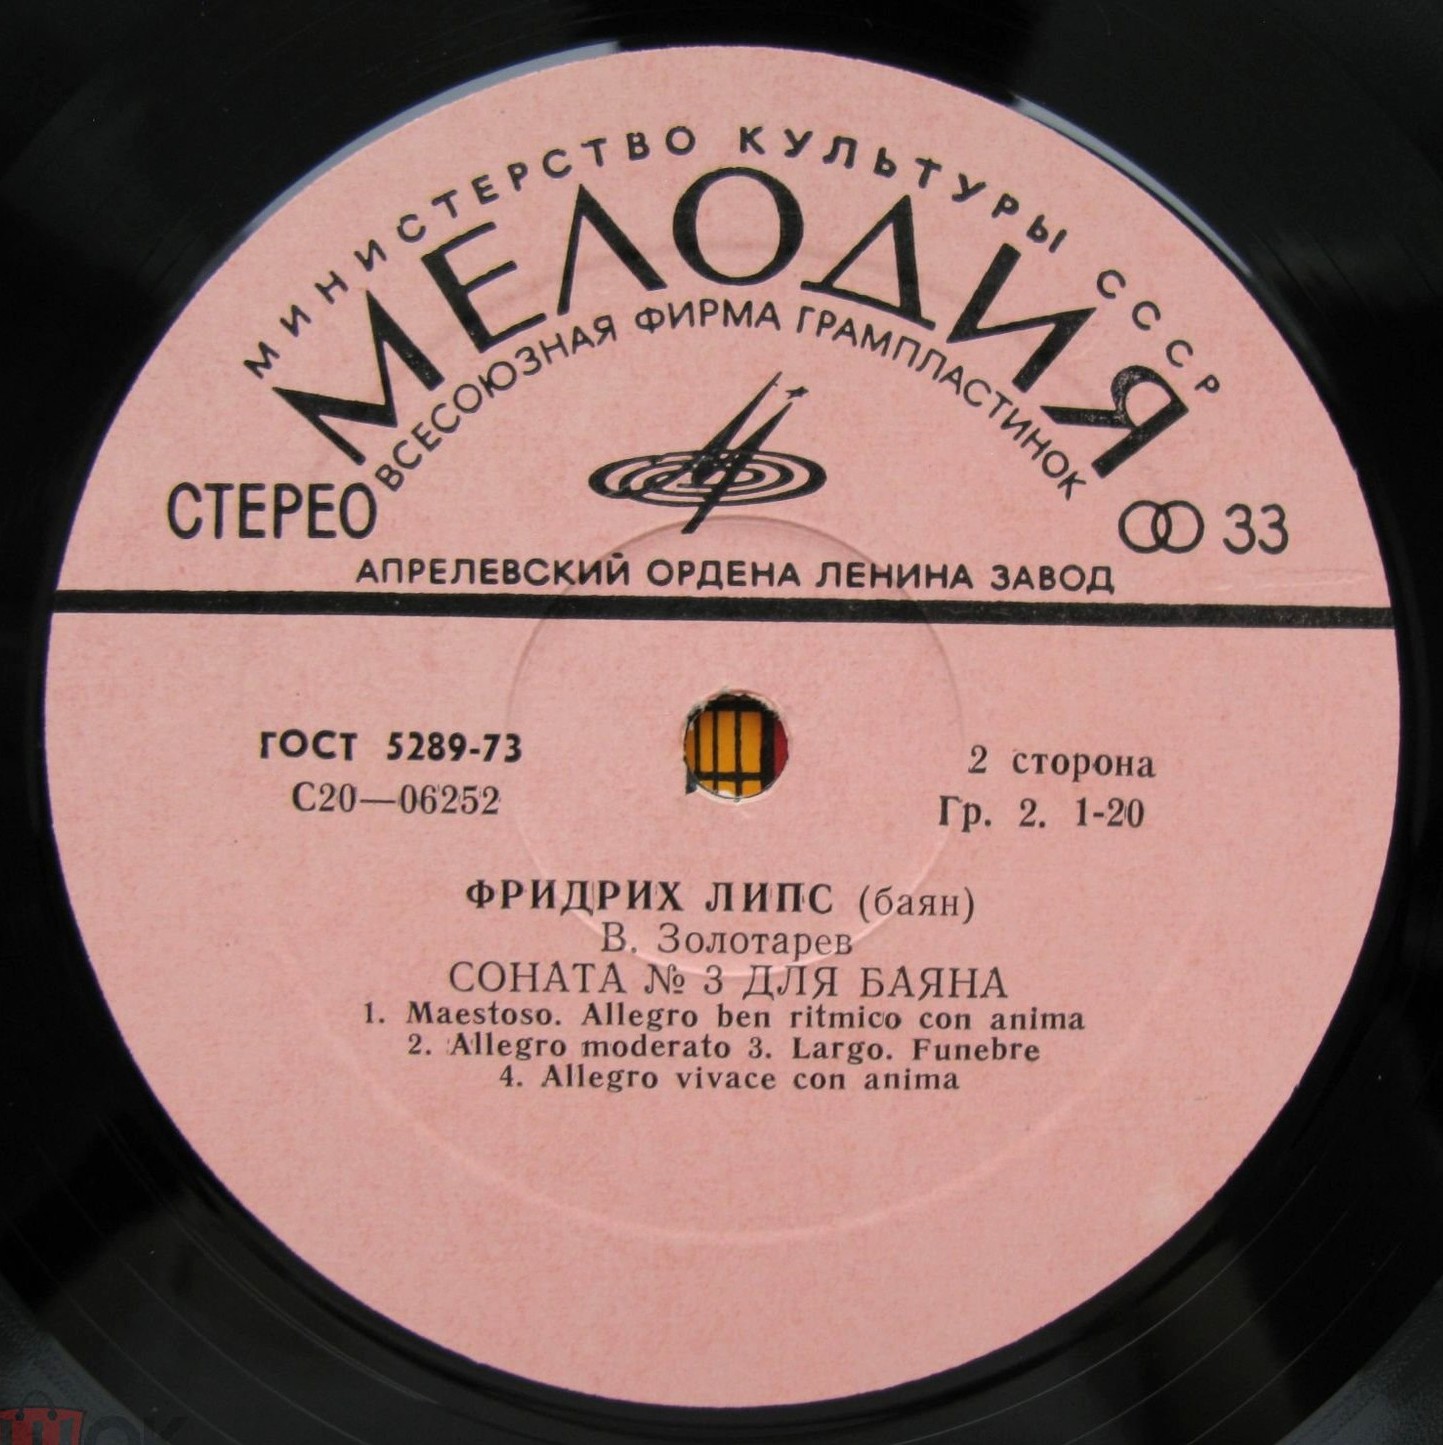 МИНИСТЕРСТВО КУЛЬТУРЫ СССР
МЕЛОДИЯ
ВСЕСОЮЗНАЯ ФИРМА ГРАМПЛАСТИНОК
СТЕРЕО
33
АПРЕЛЕВСКИЙ ОРДЕНА ЛЕНИНА ЗАВОД
ГОСТ 5289-73
С20—06252
2 сторона
Гр. 2. 1-20
ФРИДРИХ ЛИПС (баян)
В. Золотарев
СОНАТА № 3 ДЛЯ БАЯНА
1. Maestoso. Allegro ben ritmico con anima
2. Allegro moderato 3. Largo. Funebre
4. Allegro vivace con anima